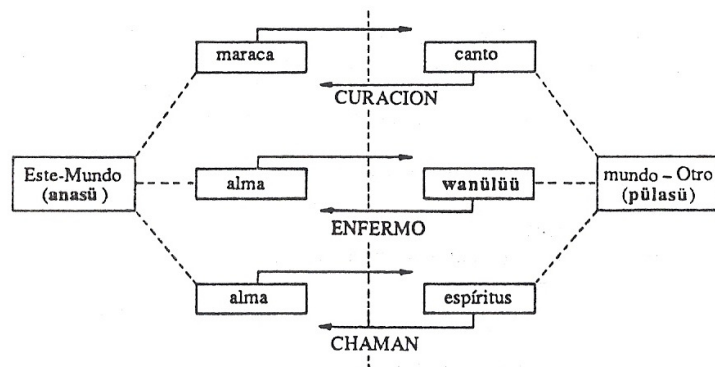 maraca
canto
CURACION
Este-Mundo
(anasü)
alma
wanülüü
mundo – Otro
(pülasü)
ENFERMO
alma
espíritus
CHAMAN